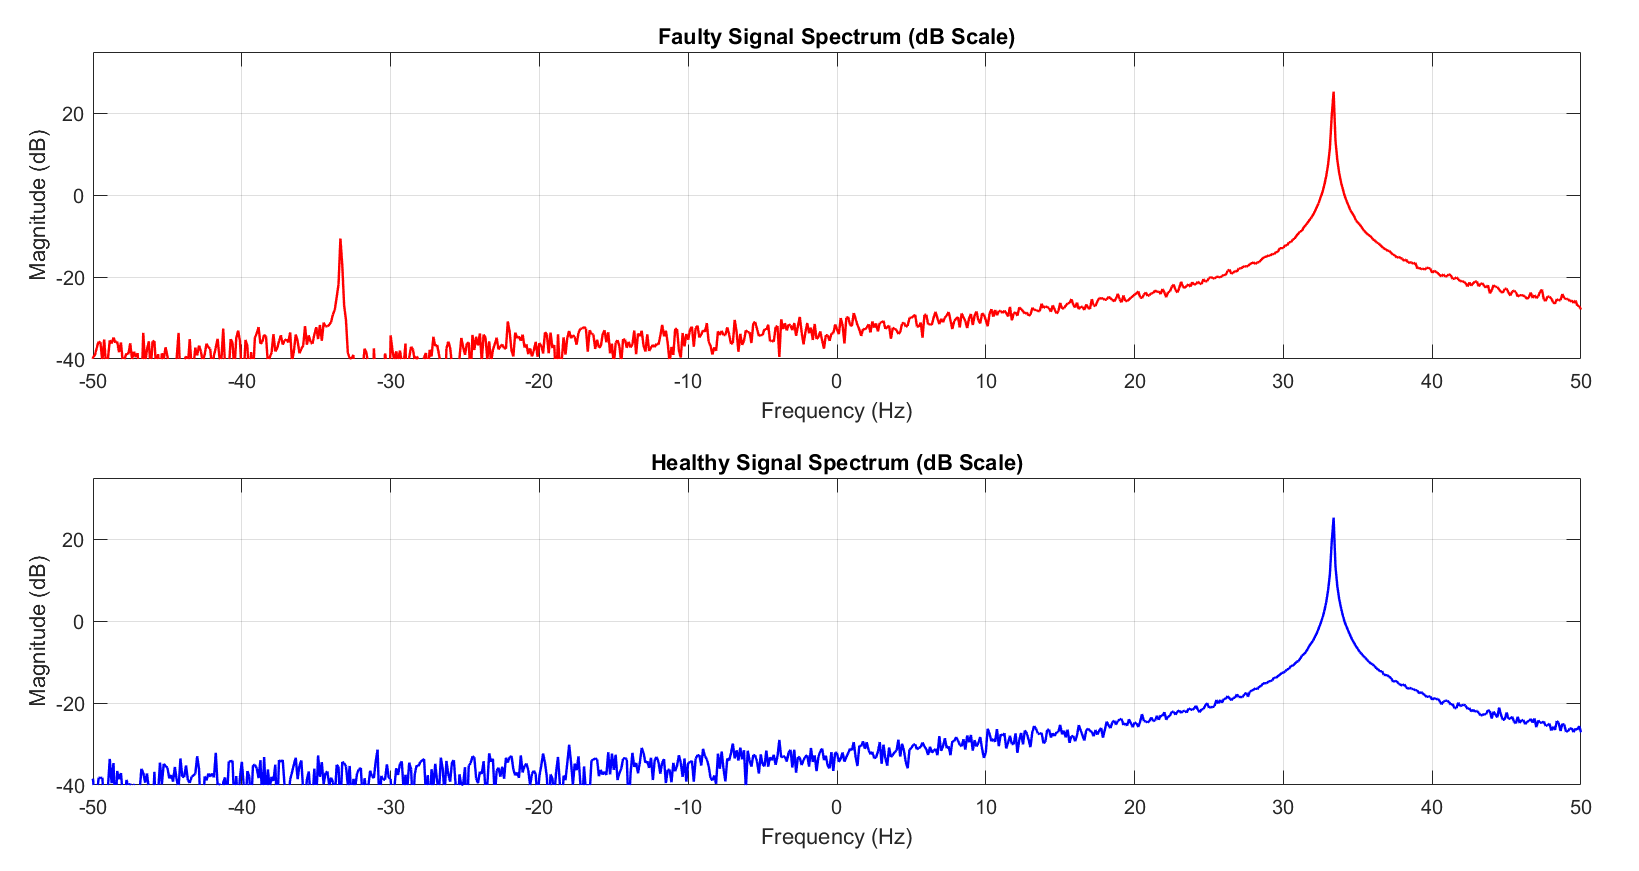 Faulty Signal Spectrum (dB Scale)
Magnitude (dB)
20
0
-20
-40
-50 -40 -30 -20 -10 0 10 20 30 40 50
Frequency (Hz)
Healthy Signal Spectrum (dB Scale)
Magnitude (dB)
20
0
-20
-40
-50 -40 -30 -20 -10 0 10 20 30 40 50
Frequency (Hz)